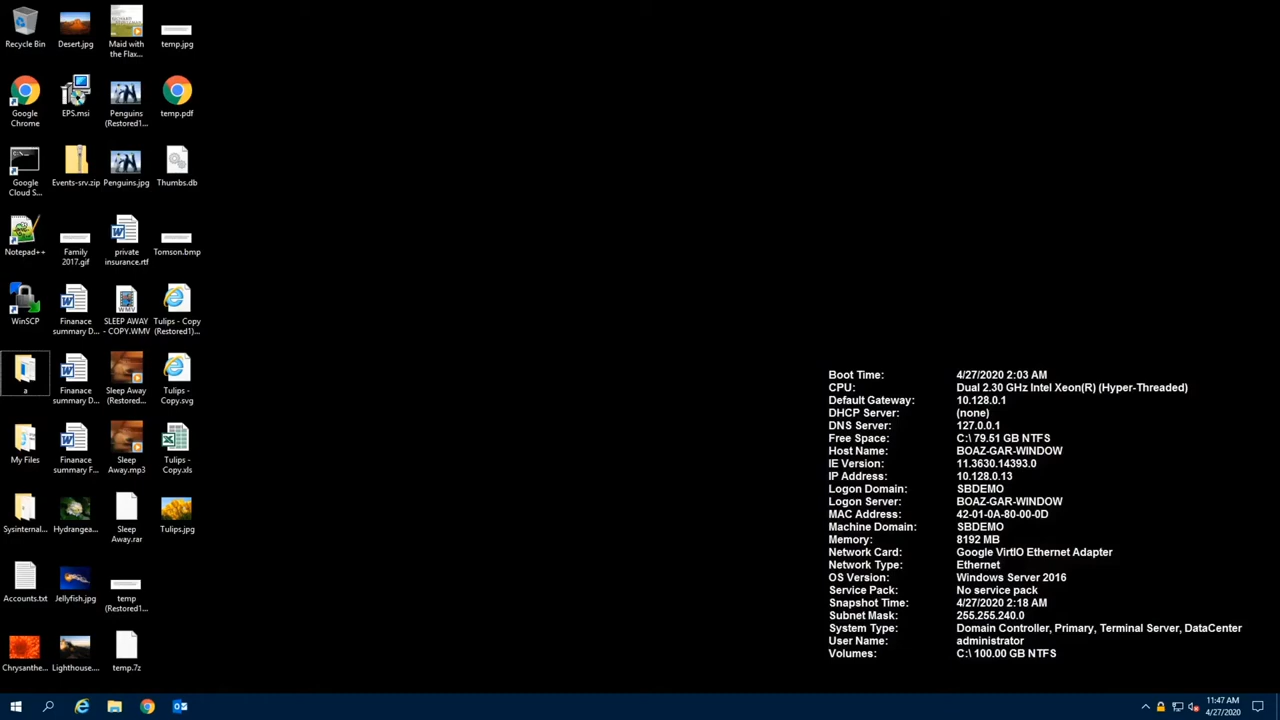 Recycle Bin
Desert.jpg
Maid with
the Flax...
temp.jpg
Google
Chrome
EPS.msi
Penguins
(Restored1...
temp.pdf
Google
Cloud S...
Events-srv.zip
Penguins.jpg
Thumbs.db
Notepad++
Family
2017.gif
private
insurance.rtf
Tomson.bmp
WinSCP
Finanace
summary D...
SLEEP AWAY
- COPY.WMV
Tulips - Copy
(Restored1)...
a
Finanace
summary D...
Sleep Away
(Restored...
Tulips -
Copy.svg
My Files
Finanace
summary F...
Sleep
Away.mp3
Tulips -
Copy.xls
Sysinternal...
Hydrangea...
Sleep
Away.rar
Tulips.jpg
Accounts.txt
Jellyfish.jpg
temp
(Restored1...
Chrysanthe...
Lighthouse....
temp.7z
Boot Time: 4/27/2020 2:03 AM
CPU: Dual 2.30 GHz Intel Xeon(R) (Hyper-Threaded)
Default Gateway: 10.128.0.1
DHCP Server: (none)
DNS Server: 127.0.0.1
Free Space: C:\ 79.51 GB NTFS
Host Name: BOAZ-GAR-WINDOW
IE Version: 11.3630.14393.0
IP Address: 10.128.0.13
Logon Domain: SBDEMO
Logon Server: BOAZ-GAR-WINDOW
MAC Address: 42-01-0A-80-00-0D
Machine Domain: SBDEMO
Memory: 8192 MB
Network Card: Google VirtIO Ethernet Adapter
Network Type: Ethernet
OS Version: Windows Server 2016
Service Pack: No service pack
Snapshot Time: 4/27/2020 2:18 AM
Subnet Mask: 255.255.240.0
System Type: Domain Controller, Primary, Terminal Server, DataCenter
User Name: administrator
Volumes: C:\ 100.00 GB NTFS
11:47 AM
4/27/2020